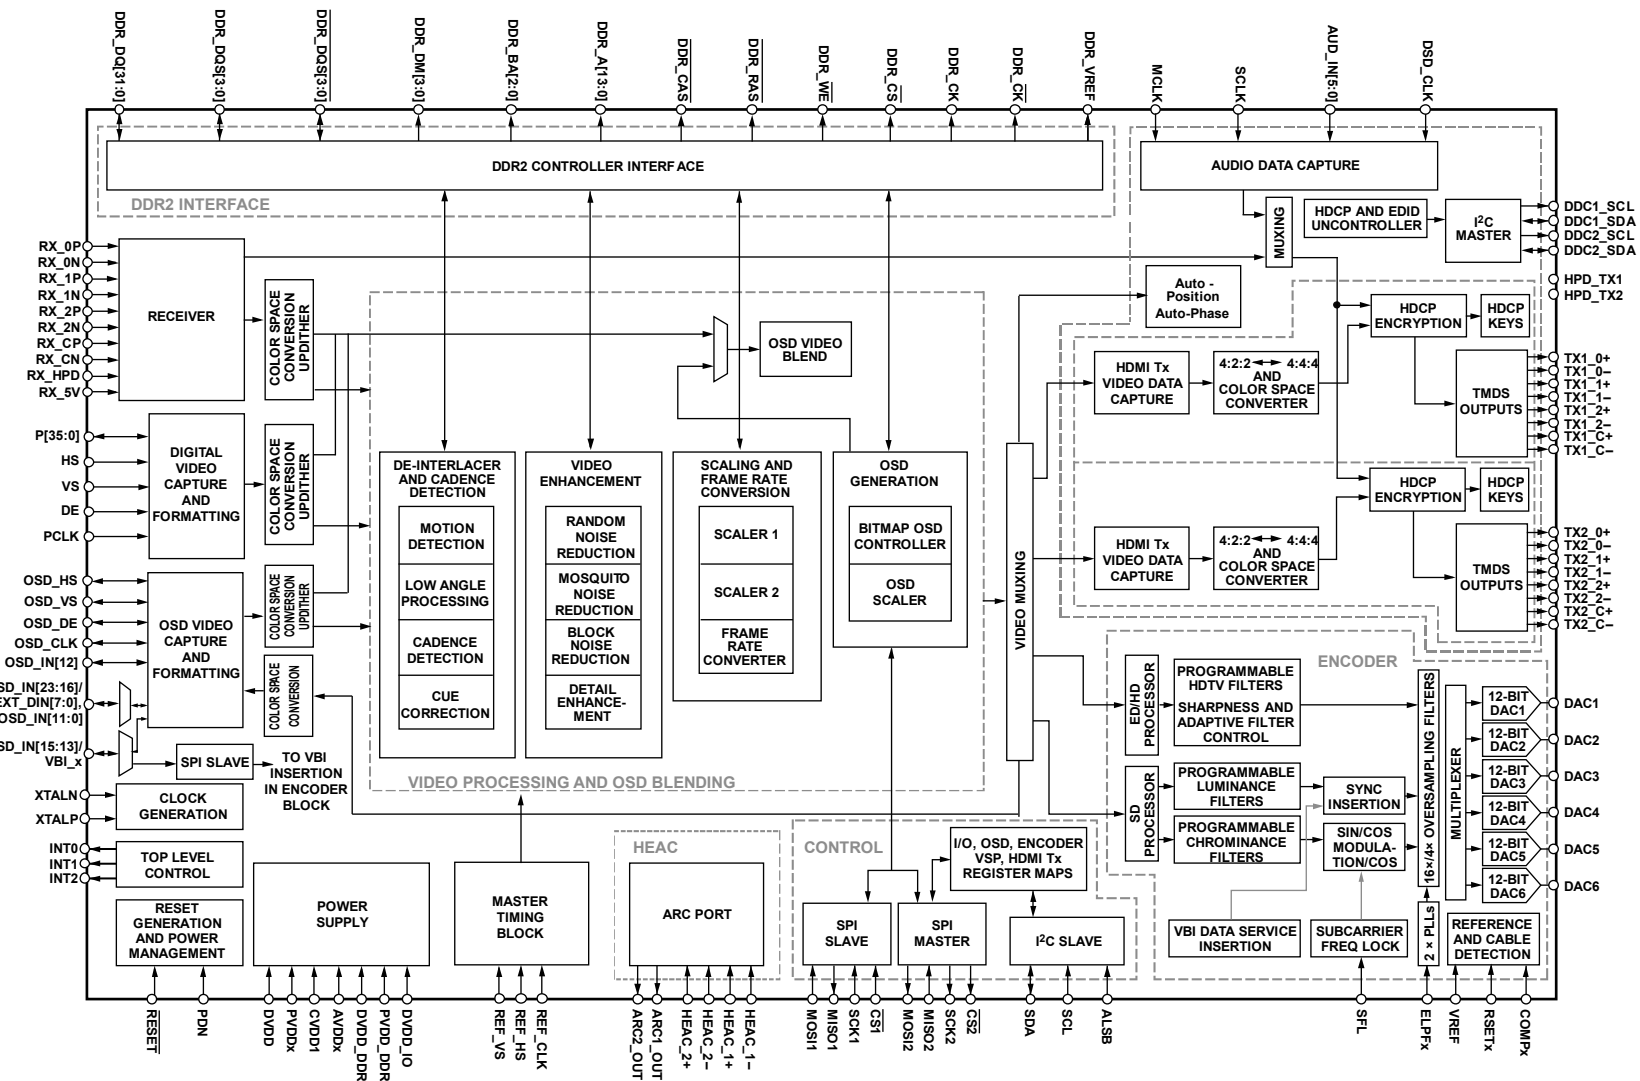 DDR_DQ[31:0]
DDR_DQS[3:0]
DDR_DQS[3:0]
DDR_DM[3:0]
DDR_BA[2:0]
DDR_A[13:0]
DDR_CAS
DDR_RAS
DDR_WE
DDR_CS
DDR_CK
DDR_CK
DDR_VREF
MCLK
SCLK
AUD_IN[5:0]
DSD_CLK
DDR2 CONTROLLER INTERFACE
DDR2 INTERFACE
AUDIO DATA CAPTURE
MUXING
HDCP AND EDID
UNCONTROLLER
I²C
MASTER
DDC1_SCL
DDC1_SDA
DDC2_SCL
DDC2_SDA
HPD_TX1
HPD_TX2
RX_0P
RX_0N
RX_1P
RX_1N
RX_2P
RX_2N
RX_CP
RX_CN
RX_HPD
RX_5V
RECEIVER
COLOR SPACE
CONVERSION
UPDITHER
OSD VIDEO
BLEND
Auto -
Position
Auto-Phase
HDMI Tx
VIDEO DATA
CAPTURE
4:2:2 4:4:4
AND
COLOR SPACE
CONVERTER
HDCP
ENCRYPTION
HDCP
KEYS
TMDS
OUTPUTS
TX1_0+
TX1_0–
TX1_1+
TX1_1–
TX1_2+
TX1_2–
TX1_C+
TX1_C–
P[35:0]
HS
VS
DE
PCLK
DIGITAL
VIDEO
CAPTURE
AND
FORMATTING
COLOR SPACE
CONVERSION
UPDITHER
DE-INTERLACER
AND CADENCE
DETECTION
MOTION
DETECTION
LOW ANGLE
PROCESSING
CADENCE
DETECTION
CUE
CORRECTION
VIDEO
ENHANCEMENT
RANDOM
NOISE
REDUCTION
MOSQUITO
NOISE
REDUCTION
BLOCK
NOISE
REDUCTION
DETAIL
ENHANCE-
MENT
SCALING AND
FRAME RATE
CONVERSION
SCALER 1
SCALER 2
FRAME
RATE
CONVERTER
OSD
GENERATION
BITMAP OSD
CONTROLLER
OSD
SCALER
VIDEO MUXING
HDMI Tx
VIDEO DATA
CAPTURE
4:2:2 4:4:4
AND
COLOR SPACE
CONVERTER
HDCP
ENCRYPTION
HDCP
KEYS
TMDS
OUTPUTS
TX2_0+
TX2_0–
TX2_1+
TX2_1–
TX2_2+
TX2_2–
TX2_C+
TX2_C–
OSD_HS
OSD_VS
OSD_DE
OSD_CLK
OSD_IN[12]
SD_IN[23:16]/
EXT_DIN[7:0],
OSD_IN[11:0]
SD_IN[15:13]/
VBI_x
OSD VIDEO
CAPTURE
AND
FORMATTING
COLOR SPACE
CONVERSION
UPDITHER
COLOR SPACE
CONVERSION
SPI SLAVE
TO VBI
INSERTION
IN ENCODER
BLOCK
VIDEO PROCESSING AND OSD BLENDING
XTALN
XTALP
CLOCK
GENERATION
INT0
INT1
INT2
TOP LEVEL
CONTROL
RESET
GENERATION
AND POWER
MANAGEMENT
POWER
SUPPLY
MASTER
TIMING
BLOCK
HEAC
ARC PORT
CONTROL
I/O, OSD, ENCODER
VSP, HDMI Tx
REGISTER MAPS
SPI
SLAVE
SPI
MASTER
I²C SLAVE
ENCODER
ED/HD
PROCESSOR
PROGRAMMABLE
HDTV FILTERS
SHARPNESS AND
ADAPTIVE FILTER
CONTROL
SD
PROCESSOR
PROGRAMMABLE
LUMINANCE
FILTERS
PROGRAMMABLE
CHROMINANCE
FILTERS
SYNC
INSERTION
SIN/COS
MODULA-
TION/COS
VBI DATA SERVICE
INSERTION
SUBCARRIER
FREQ LOCK
16×/4× OVERSAMPLING FILTERS
2 × PLLs
MULTIPLEXER
12-BIT
DAC1
12-BIT
DAC2
12-BIT
DAC3
12-BIT
DAC4
12-BIT
DAC5
12-BIT
DAC6
REFERENCE
AND CABLE
DETECTION
DAC1
DAC2
DAC3
DAC4
DAC5
DAC6
RESET
PDN
DVDD
PVDDx
CVDD1
AVDDx
DVDD_DDR
PVDD_DDR
DVDD_IO
REF_VS
REF_HS
REF_CLK
ARC2_OUT
ARC1_OUT
HEAC_2+
HEAC_2–
HEAC_1+
HEAC_1–
MOSI1
MISO1
SCK1
CS1
MOSI2
MISO2
SCK2
CS2
SDA
SCL
ALSB
SFL
ELPFx
VREF
RSETx
COMPx